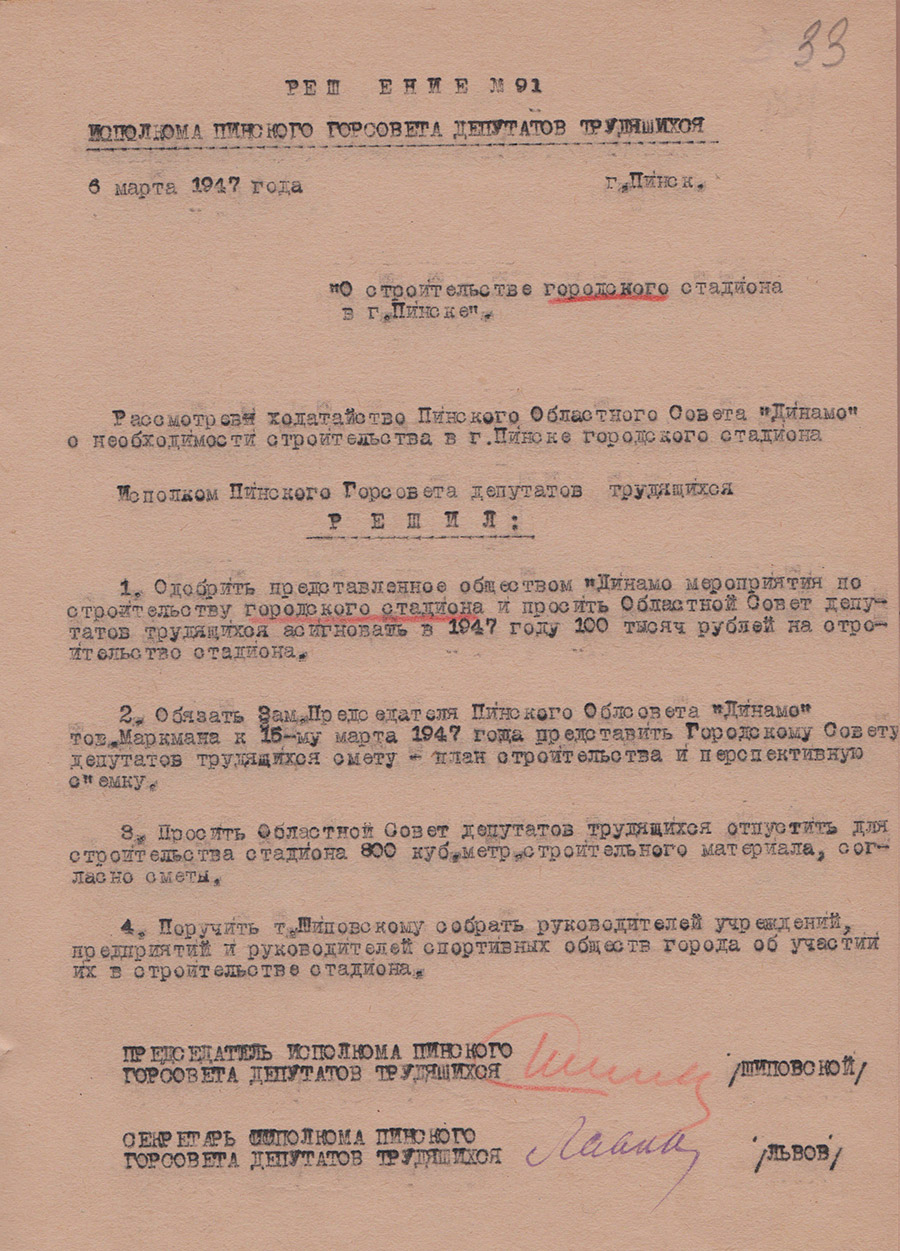 33
РЕШ ЕНИЕ №91
ИСПОЛКОМА ПИНСКОГО ГОРСОВЕТА ДЕПУТАТОВ ТРУДЯЩИХСЯ
6 марта 1947 года г.Пинск.
"О строительстве городского стадиона
в г.Пинске".
Рассмотрев ходатайство Пинского Областного Совета "Динамо"
о необходимости строительства в г.Пинске городского стадиона
Исполком Пинского Горсовета депутатов трудящихся
Р Е Ш И Л :
1. Одобрить представленное обществом "Динамо мероприятия по
строительству городского стадиона и просить Областной Совет депу-
татов трудящихся асигновать в 1947 году 100 тысяч рублей на стро-
ительство стадиона.
2. Обязать Зам.Председателя Пинского Облсовета "Динамо"
тов.Маркмана к 15-му марта 1947 года представить Городскому Совету
депутатов трудящихся смету - план строительства и перспективную
с"емку.
3. Просить Областной Совет депутатов трудящихся отпустить для
строительства стадиона 800 куб.метр.строительного материала, сог-
ласно сметы.
4. Поручить т.Шиповскому собрать руководителей учреждений,
предприятий и руководителей спортивных обществ города об участии
их в строительстве стадиона.
ПРЕДСЕДАТЕЛЬ ИСПОЛКОМА ПИНСКОГО
ГОРСОВЕТА ДЕПУТАТОВ ТРУДЯЩИХСЯ /ШИПОВСКОЙ/
СЕКРЕТАРЬ ИСПОЛКОМА ПИНСКОГО
ГОРСОВЕТА ДЕПУТАТОВ ТРУДЯЩИХСЯ /ЛЬВОВ/